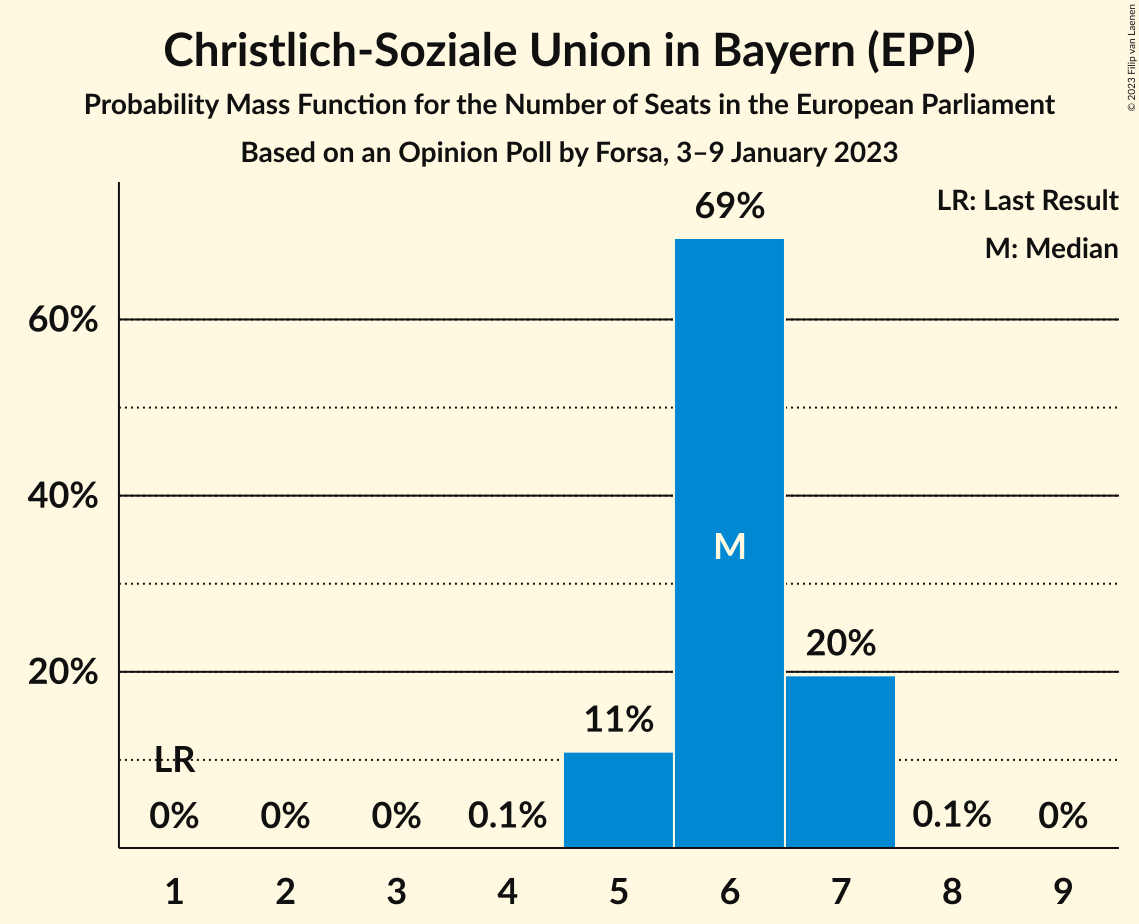 Christlich-Soziale Union in Bayern (EPP)
Probability Mass Function for the Number of Seats in the European Parliament
Based on an Opinion Poll by Forsa, 3–9 January 2023
© 2023 Filip van Laenen
LR: Last Result
M: Median
69%
60%
40%
M
20%
20%
11%
LR
0% 0% 0% 0.1% 0.1% 0%
1 2 3 4 5 6 7 8 9